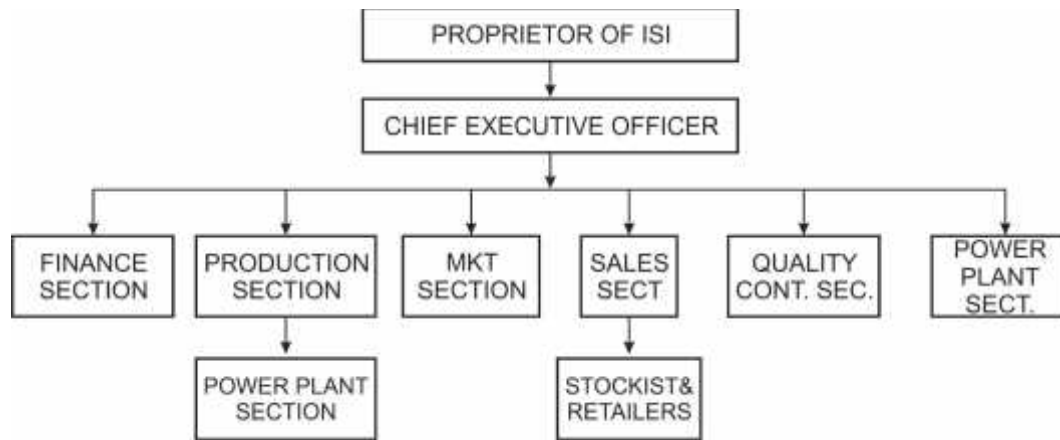 PROPRIETOR OF ISI
CHIEF EXECUTIVE OFFICER
FINANCE
SECTION
PRODUCTION
SECTION
MKT
SECTION
SALES
SECT
QUALITY
CONT. SEC.
POWER
PLANT
SECT.
POWER PLANT
SECTION
STOCKIST&
RETAILERS